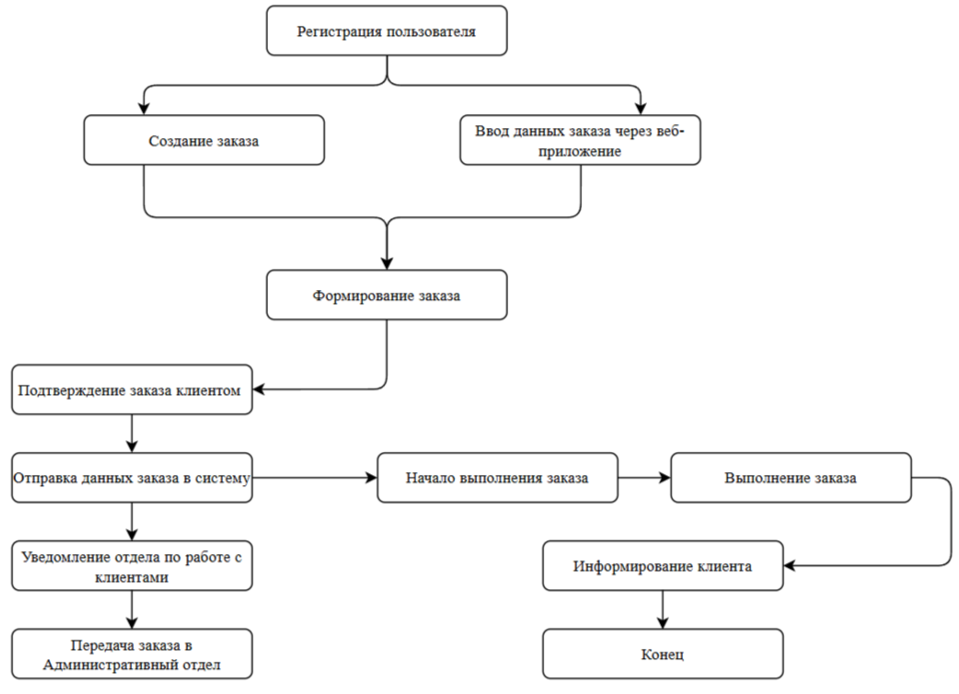 Регистрация пользователя
Создание заказа
Ввод данных заказа через веб-
приложение
Формирование заказа
Подтверждение заказа клиентом
Отправка данных заказа в систему
Начало выполнения заказа
Выполнение заказа
Уведомление отдела по работе с
клиентами
Информирование клиента
Передача заказа в
Административный отдел
Конец